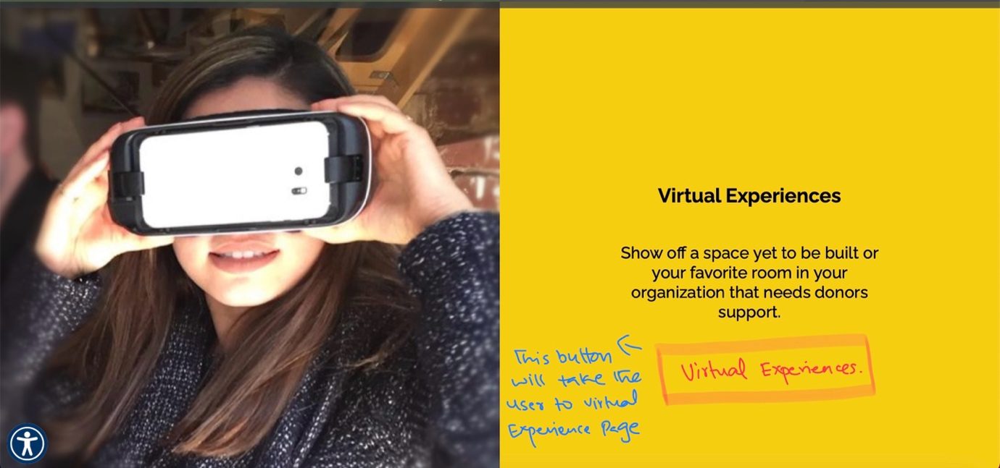 Virtual Experiences
Show off a space yet to be built or
your favorite room in your
organization that needs donors
support.
This button
will take the
user to virtual
Experience Page
Virtual Experiences.